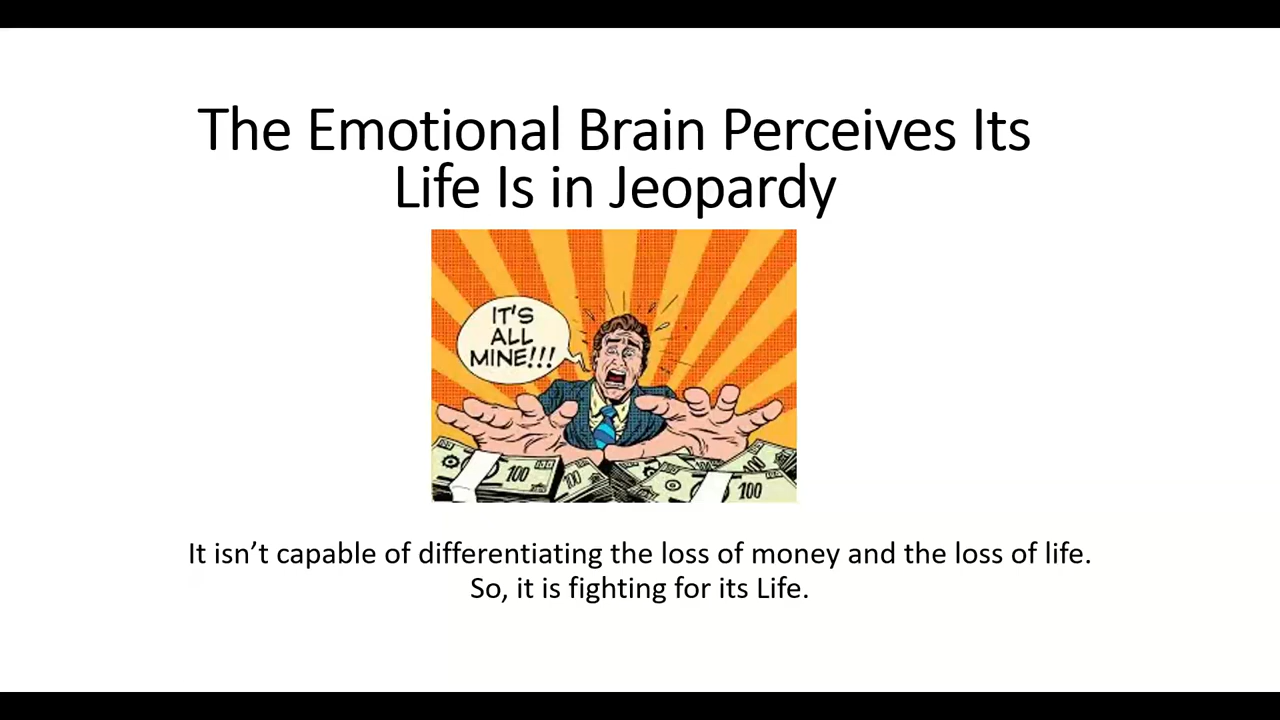 The Emotional Brain Perceives Its
Life Is in Jeopardy
IT'S
ALL
MINE!!!
100
100
100
It isn’t capable of differentiating the loss of money and the loss of life.
So, it is fighting for its Life.